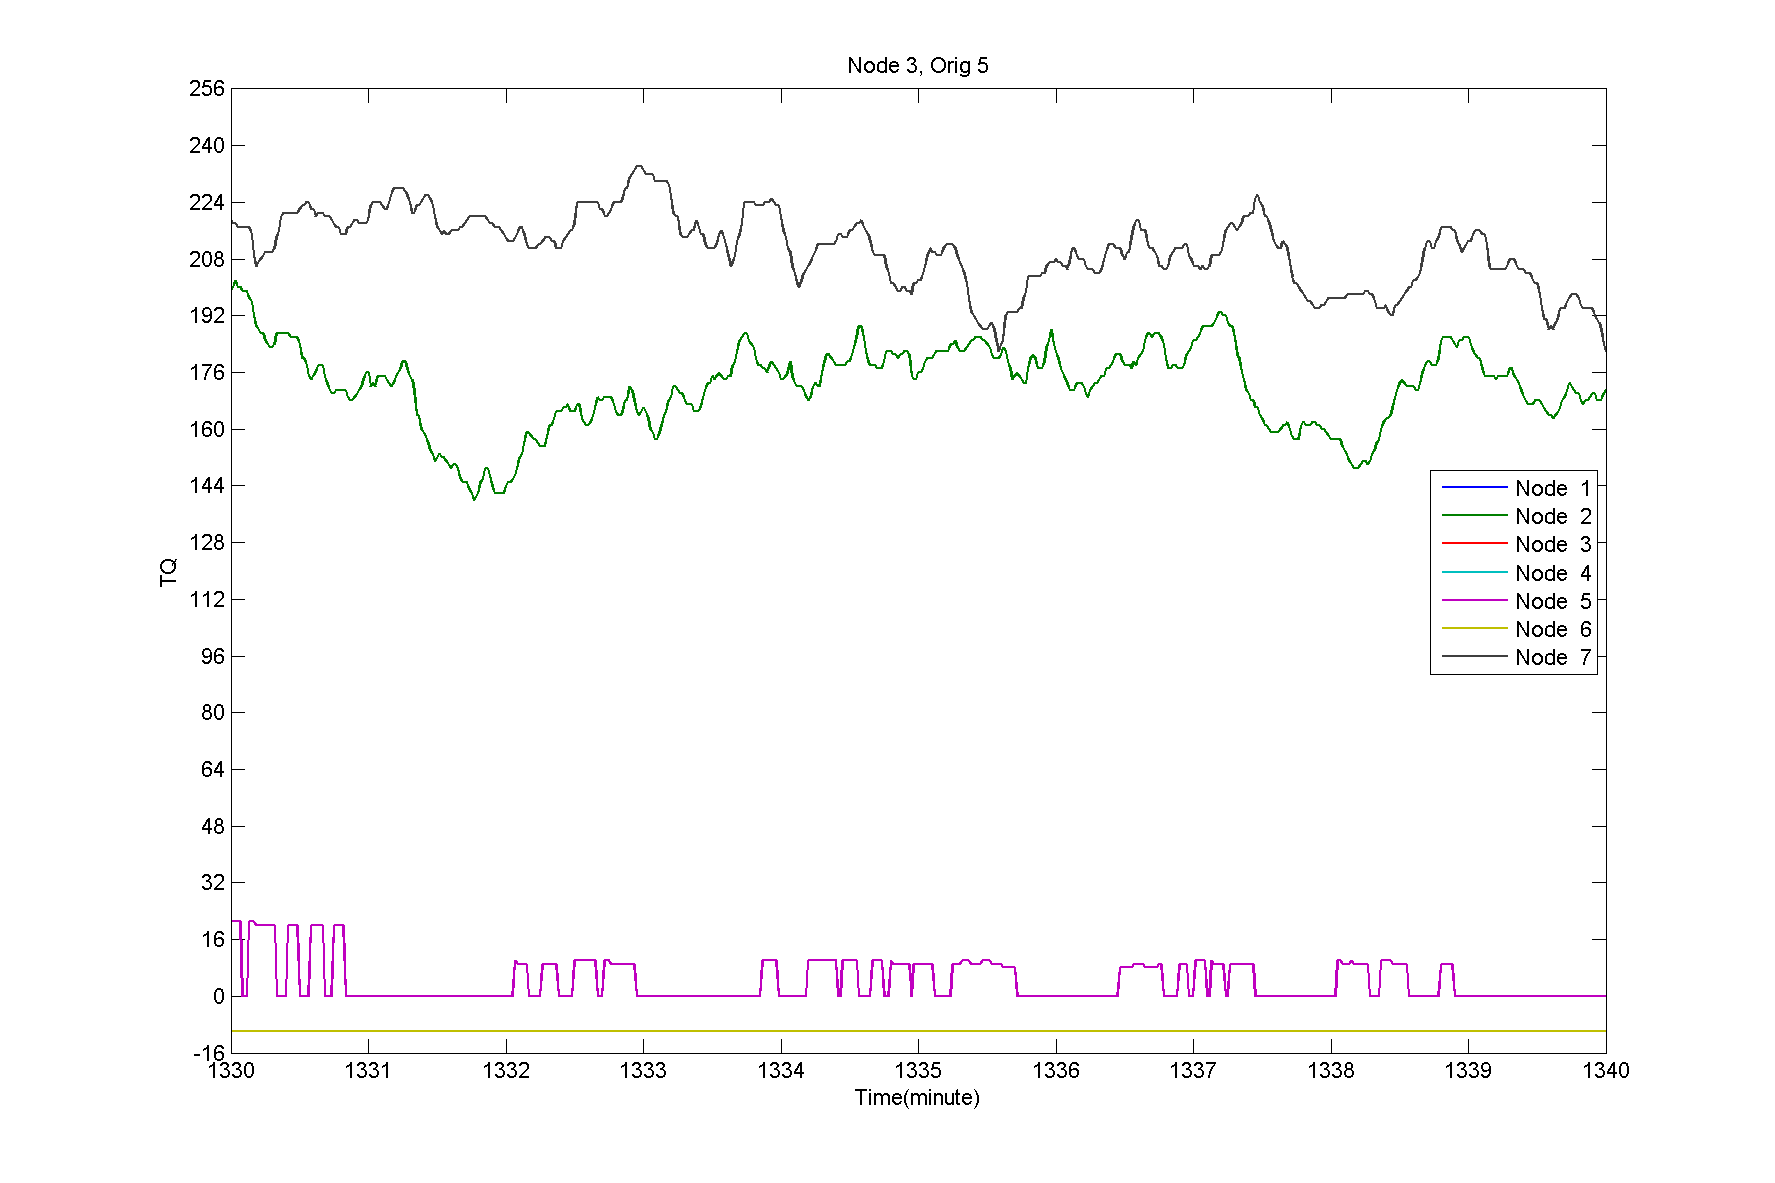 Node 3, Orig 5
256
240
224
208
192
176
160
144
128
112
96
80
64
48
32
16
0
-16
TQ
Node 1
Node 2
Node 3
Node 4
Node 5
Node 6
Node 7
1330 1331 1332 1333 1334 1335 1336 1337 1338 1339 1340
Time(minute)